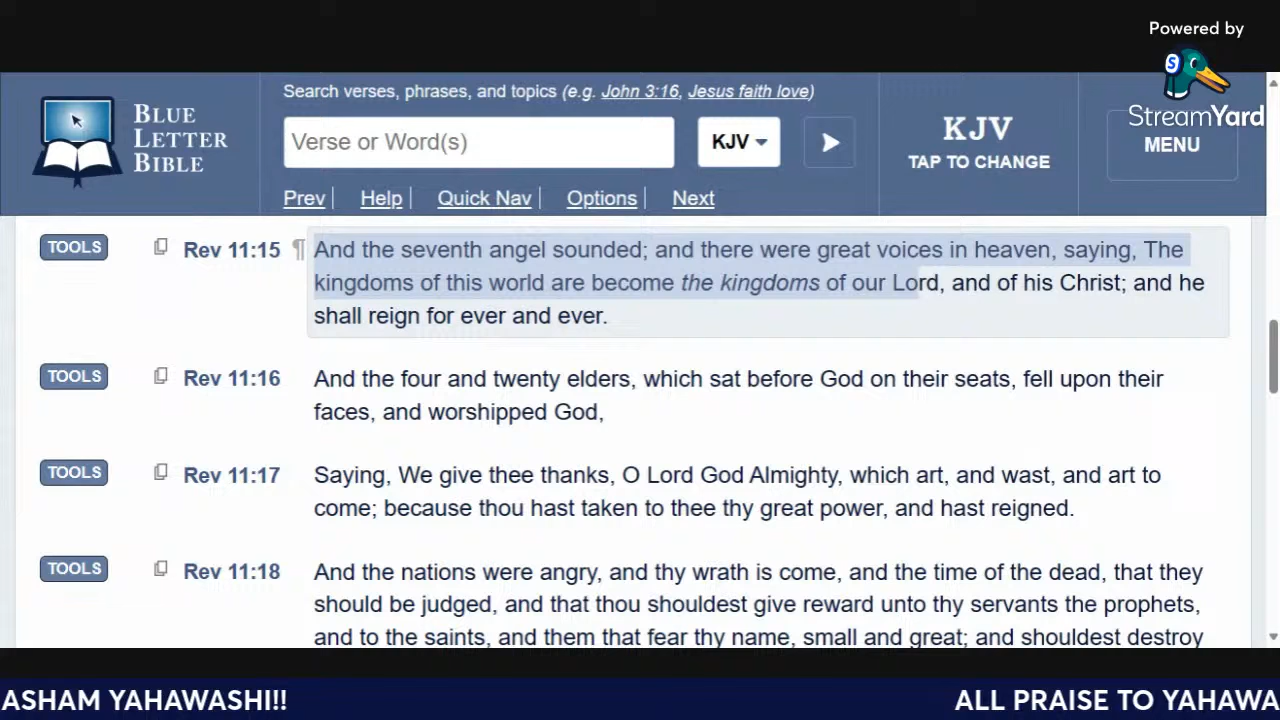 Powered by
StreamYard
BLUE
LETTER
BIBLE
Search verses, phrases, and topics (e.g. John 3:16, Jesus faith love)
Verse or Word(s)
KJV
KJV
TAP TO CHANGE
MENU
Prev
Help
Quick Nav
Options
Next
TOOLS
Rev 11:15 ¶ And the seventh angel sounded; and there were great voices in heaven, saying, The
kingdoms of this world are become the kingdoms of our Lord, and of his Christ; and he
shall reign for ever and ever.
TOOLS
Rev 11:16 And the four and twenty elders, which sat before God on their seats, fell upon their
faces, and worshipped God,
TOOLS
Rev 11:17 Saying, We give thee thanks, O Lord God Almighty, which art, and wast, and art to
come; because thou hast taken to thee thy great power, and hast reigned.
TOOLS
Rev 11:18 And the nations were angry, and thy wrath is come, and the time of the dead, that they
should be judged, and that thou shouldest give reward unto thy servants the prophets,
and to the saints, and them that fear thy name, small and great; and shouldest destroy
ASHAM YAHAWASHI!!
ALL PRAISE TO YAHAWA